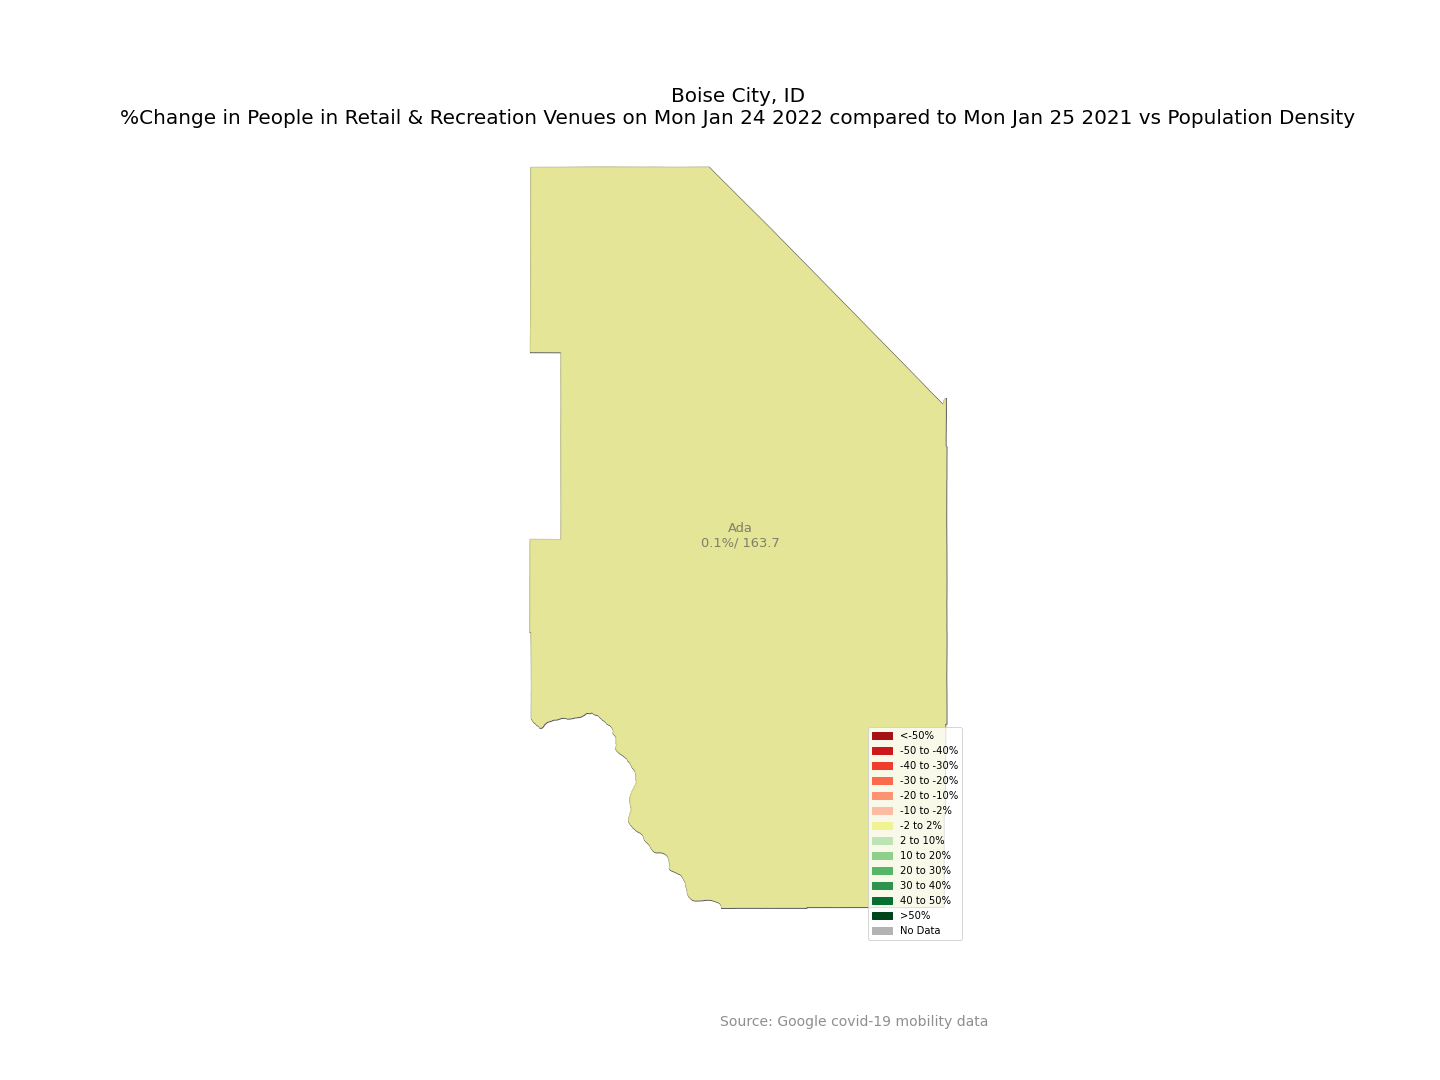 Boise City, ID
%Change in People in Retail & Recreation Venues on Mon Jan 24 2022 compared to Mon Jan 25 2021 vs Population Density
Ada
0.1%/ 163.7
<-50%
-50 to -40%
-40 to -30%
-30 to -20%
-20 to -10%
-10 to -2%
-2 to 2%
2 to 10%
10 to 20%
20 to 30%
30 to 40%
40 to 50%
>50%
No Data
Source: Google covid-19 mobility data